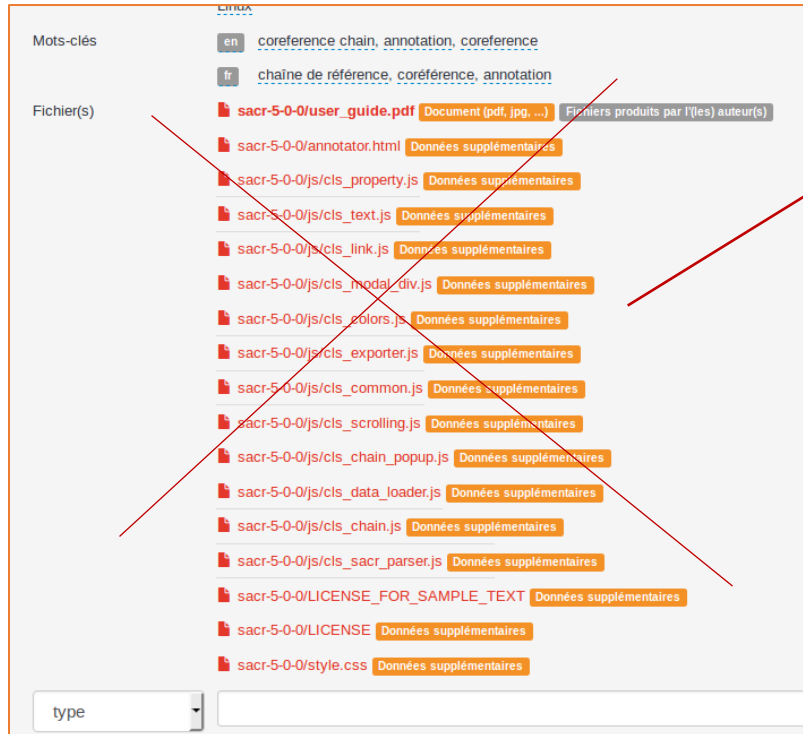 Linux
Mots-clés en coreference chain, annotation, coreference
fr chaîne de référence, coréférence, annotation
Fichier(s) sacr-5-0-0/user_guide.pdf Document (pdf, jpg, ...) Fichiers produits par l'(les) auteur(s)
sacr-5-0-0/annotator.html Données supplémentaires
sacr-5-0-0/js/cls_property.js Données supplémentaires
sacr-5-0-0/js/cls_text.js Données supplémentaires
sacr-5-0-0/js/cls_link.js Données supplémentaires
sacr-5-0-0/js/cls_modal_div.js Données supplémentaires
sacr-5-0-0/js/cls_colors.js Données supplémentaires
sacr-5-0-0/js/cls_exporter.js Données supplémentaires
sacr-5-0-0/js/cls_common.js Données supplémentaires
sacr-5-0-0/js/cls_scrolling.js Données supplémentaires
sacr-5-0-0/js/cls_chain_popup.js Données supplémentaires
sacr-5-0-0/js/cls_data_loader.js Données supplémentaires
sacr-5-0-0/js/cls_chain.js Données supplémentaires
sacr-5-0-0/js/cls_sacr_parser.js Données supplémentaires
sacr-5-0-0/LICENSE_FOR_SAMPLE_TEXT Données supplémentaires
sacr-5-0-0/LICENSE Données supplémentaires
sacr-5-0-0/style.css Données supplémentaires
type